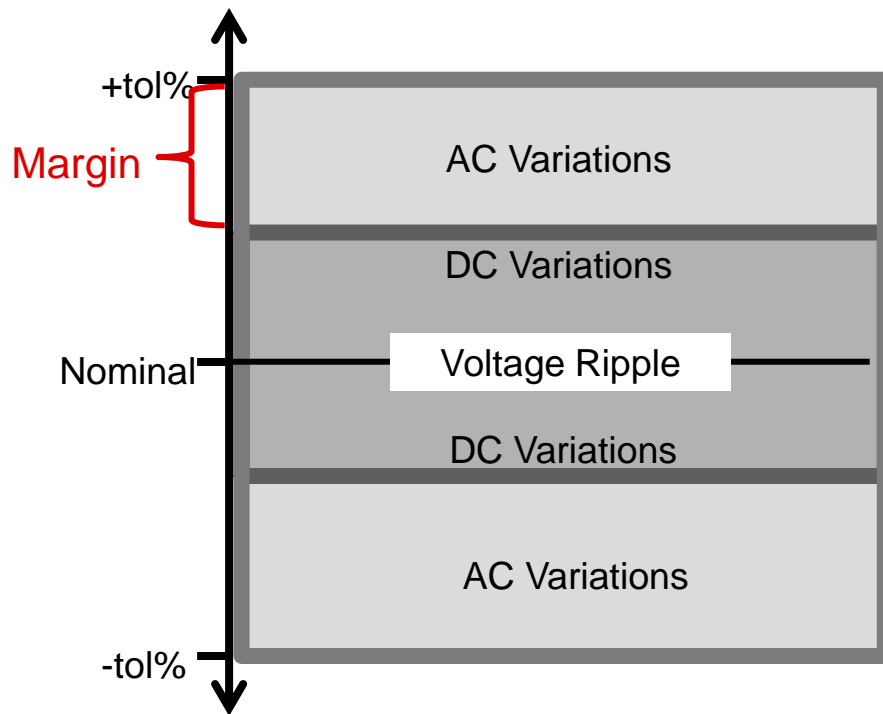 +tol%
Margin
AC Variations
DC Variations
Nominal
Voltage Ripple
DC Variations
AC Variations
-tol%